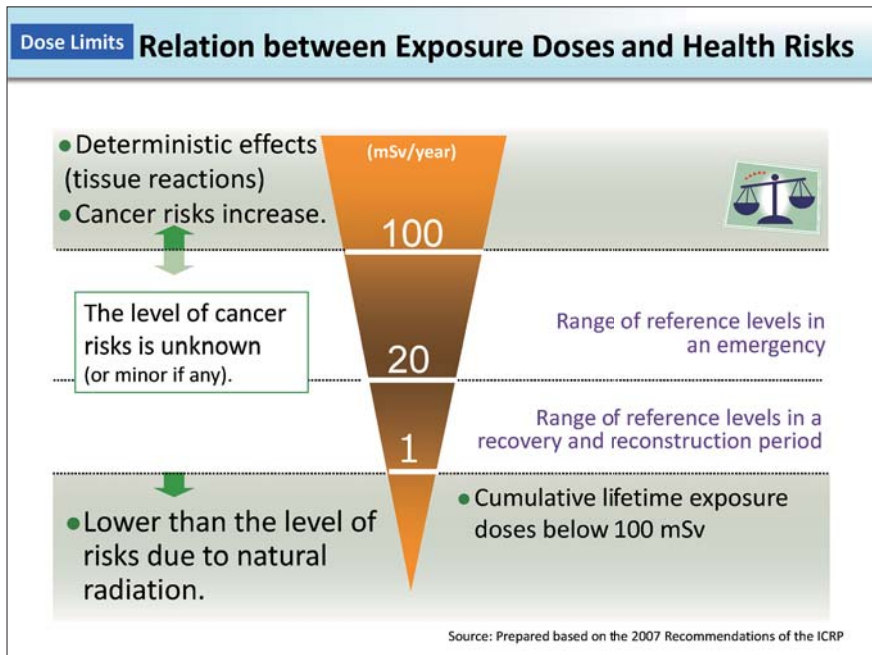 Dose Limits
Relation between Exposure Doses and Health Risks
● Deterministic effects
(tissue reactions)
● Cancer risks increase.
(mSv/year)
100
The level of cancer
risks is unknown
(or minor if any).
Range of reference levels in
an emergency
20
Range of reference levels in a
recovery and reconstruction period
1
● Lower than the level of
risks due to natural
radiation.
● Cumulative lifetime exposure
doses below 100 mSv
Source: Prepared based on the 2007 Recommendations of the ICRP